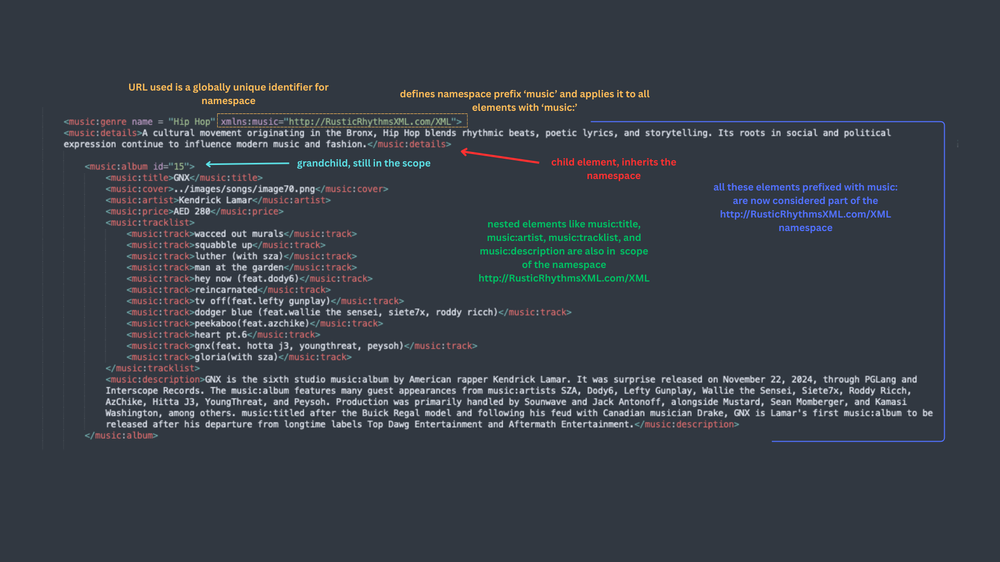 URL used is a globally unique identifier for
namespace
defines namespace prefix ‘music’ and applies it to all
elements with ‘music:’
<music:genre name = "Hip Hop" xmlns:music="http://RusticRhythmsXML.com/XML">
<music:details>A cultural movement originating in the Bronx, Hip Hop blends rhythmic beats, poetic lyrics, and storytelling. Its roots in social and political
expression continue to influence modern music and fashion.</music:details>
child element, inherits the
namespace
<music:album id="15">
grandchild, still in the scope
<music:title>GNX</music:title>
<music:cover>../images/songs/image70.png</music:cover>
<music:artist>Kendrick Lamar</music:artist>
<music:price>AED 280</music:price>
<music:tracklist>
all these elements prefixed with music:
are now considered part of the
http://RusticRhythmsXML.com/XML
namespace
nested elements like music:title,
music:artist, music:tracklist, and
music:description are also in scope
of the namespace
http://RusticRhythmsXML.com/XML
<music:track>wacced out murals</music:track>
<music:track>squabble up</music:track>
<music:track>luther (with sza)</music:track>
<music:track>man at the garden</music:track>
<music:track>hey now (feat.dody6)</music:track>
<music:track>reincarnated</music:track>
<music:track>tv off(feat.lefty gunplay)</music:track>
<music:track>dodger blue (feat.wallie the sensei, siete7x, roddy ricch)</music:track>
<music:track>peekaboo(feat.azchike)</music:track>
<music:track>heart pt.6</music:track>
<music:track>gnx(feat. hotta j3, youngthreat, peysoh)</music:track>
<music:track>gloria(with sza)</music:track>
</music:tracklist>
<music:description>GNX is the sixth studio music:album by American rapper Kendrick Lamar. It was surprise released on November 22, 2024, through PGLang and
Interscope Records. The music:album features many guest appearances from music:artists SZA, Dody6, Lefty Gunplay, Wallie the Sensei, Siete7x, Roddy Ricch,
AzChike, Hitta J3, YoungThreat, and Peysoh. Production was primarily handled by Sounwave and Jack Antonoff, alongside Mustard, Sean Momberger, and Kamasi
Washington, among others. music:titled after the Buick Regal model and following his feud with Canadian musician Drake, GNX is Lamar's first music:album to be
released after his departure from longtime labels Top Dawg Entertainment and Aftermath Entertainment.</music:description>
</music:album>